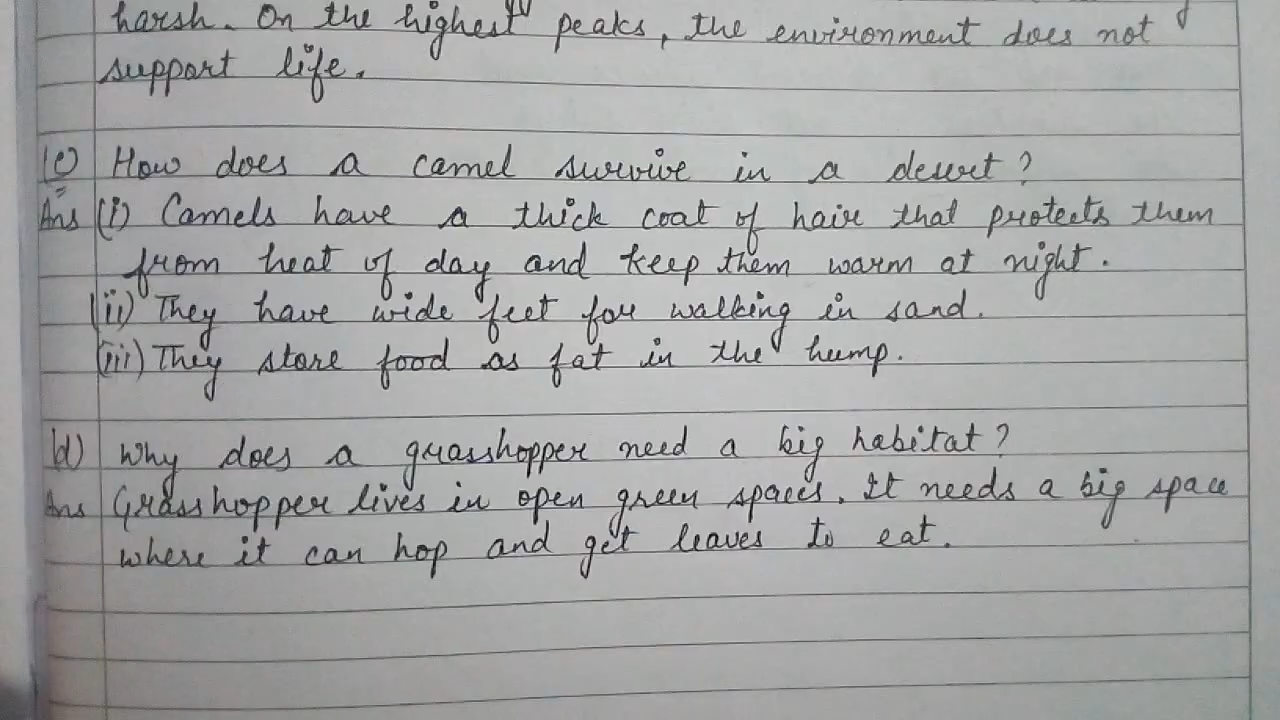 harsh. On the highest peaks, the environment does not
support life.
(c) How does a camel survive in a desert?
Ans (i) Camels have a thick coat of hair that protects them
from heat of day and keep them warm at night.
(ii) They have wide feet for walking in sand.
(iii) They store food as fat in the hump.
(d) Why does a grasshopper need a big habitat?
Ans Grasshopper lives in open green spaces. It needs a big space
where it can hop and get leaves to eat.